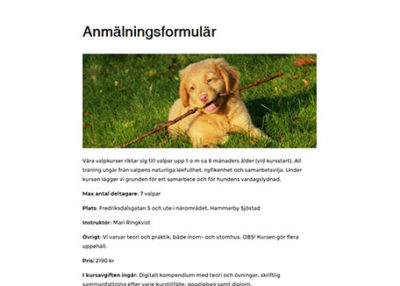 Anmälningsformulär
Våra valpkurser riktar sig till valpar upp t o m ca 6 månaders ålder (vid kursstart). All
träning utgår från valpens naturliga lekfullhet, nyfikenhet och samarbetsvilja. Under
kursen lägger vi grunden för ert samarbete och för hundens vardagslydnad.
Max antal deltagare: 7 valpar
Plats: Fredriksdalsgatan 5 och ute i närområdet, Hammarby Sjöstad
Instruktör: Mari Ringkvist
Övrigt: Vi varvar teori och praktik, både inom- och utomhus. OBS! Kursen gör flera
uppehåll.
Pris: 2190 kr
I kursavgiften ingår: Digitalt kompendium med teori och övningar, skriftlig
sammanfattning efter varje kurstillfälle, goodiebag samt diplom.